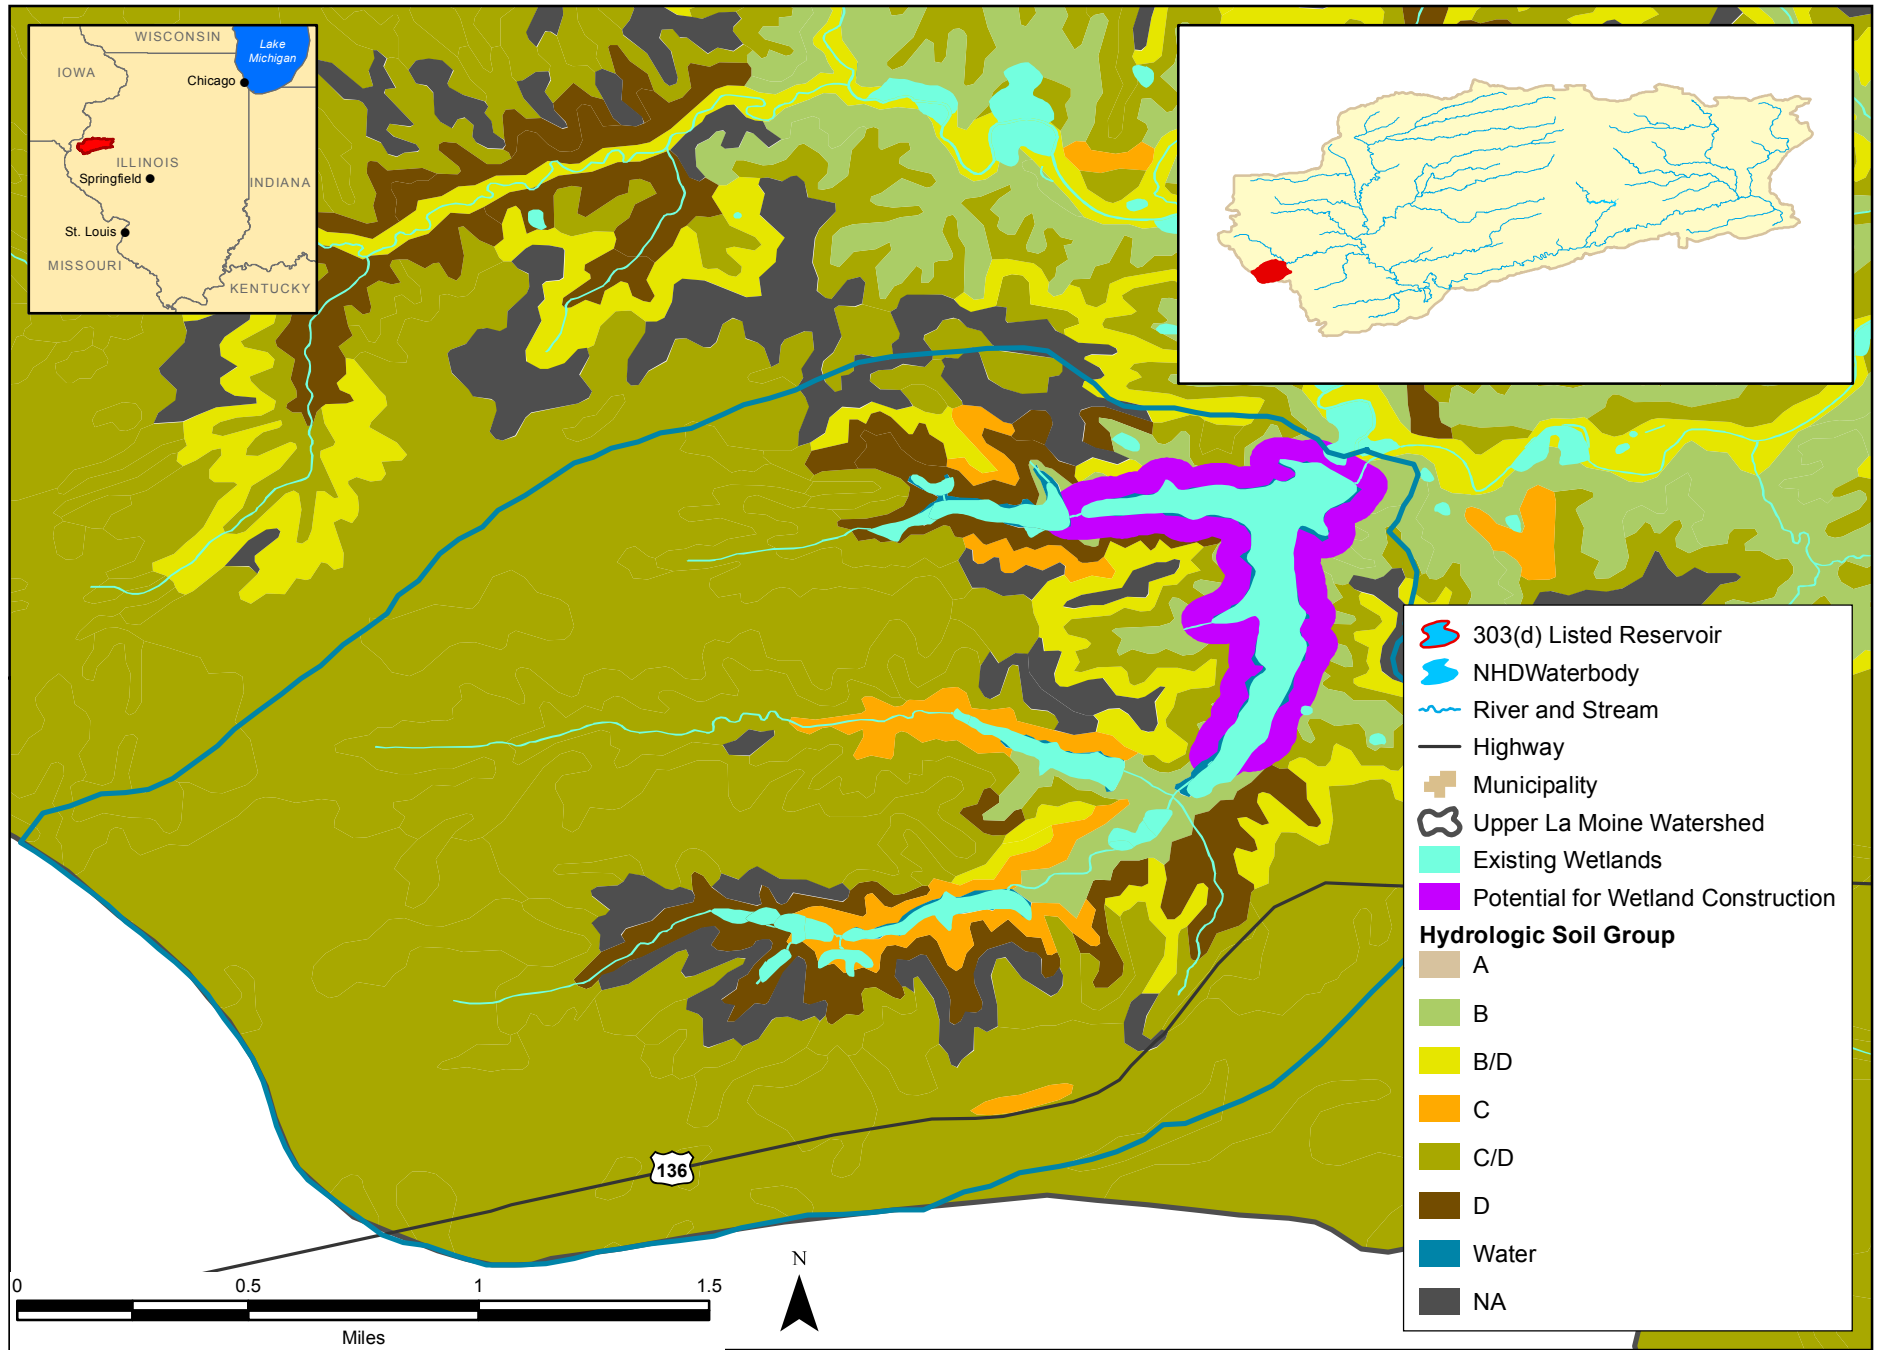 WISCONSIN
Lake
Michigan
IOWA
Chicago
ILLINOIS
Springfield
INDIANA
St. Louis
MISSOURI
KENTUCKY
303(d) Listed Reservoir
NHDWaterbody
River and Stream
Highway
Municipality
Upper La Moine Watershed
Existing Wetlands
Potential for Wetland Construction
Hydrologic Soil Group
A
B
B/D
C
C/D
D
Water
NA
136
N
0 0.5 1 1.5
Miles